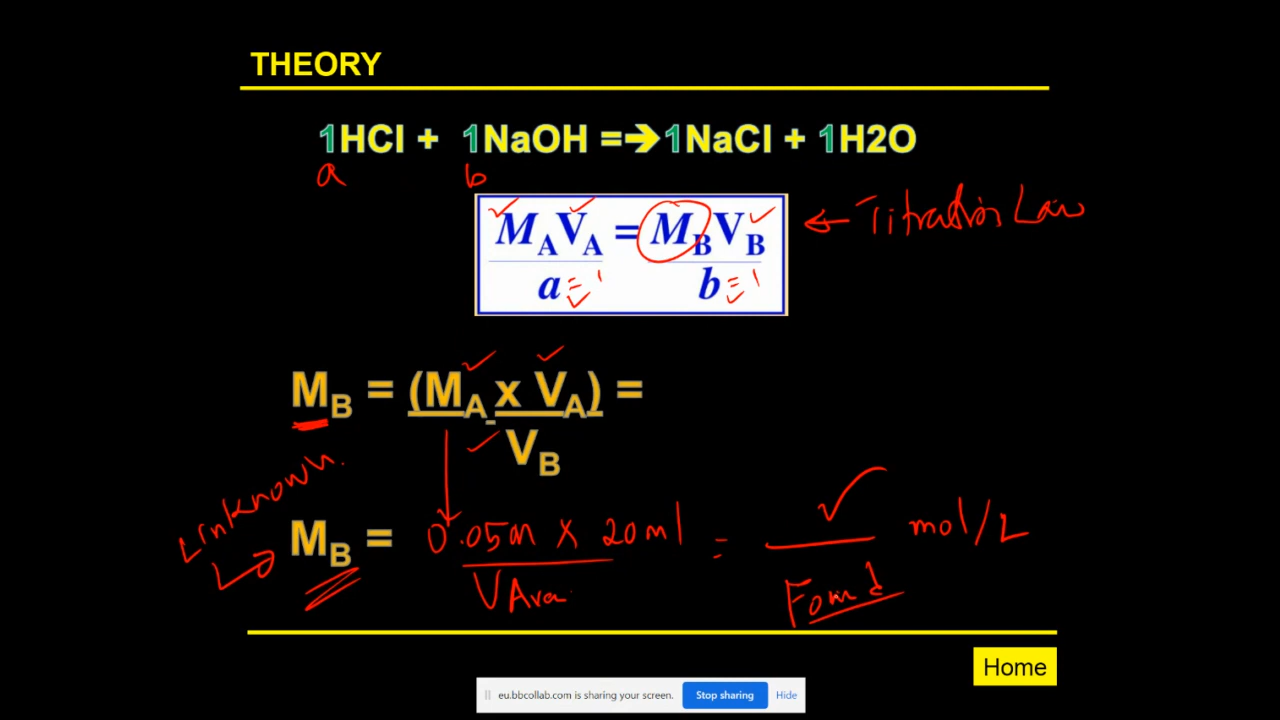 THEORY
1HCl + 1NaOH =➔1NaCl + 1H2O
a b
MAVA = MBVB ← Titration Law
a = 1 b = 1
MB = (MA x VA) =
VB
Unknown.
MB = 0.05m x 20ml = mol/L
VAva. Found
Home
eu.bbcollab.com is sharing your screen. Stop sharing Hide